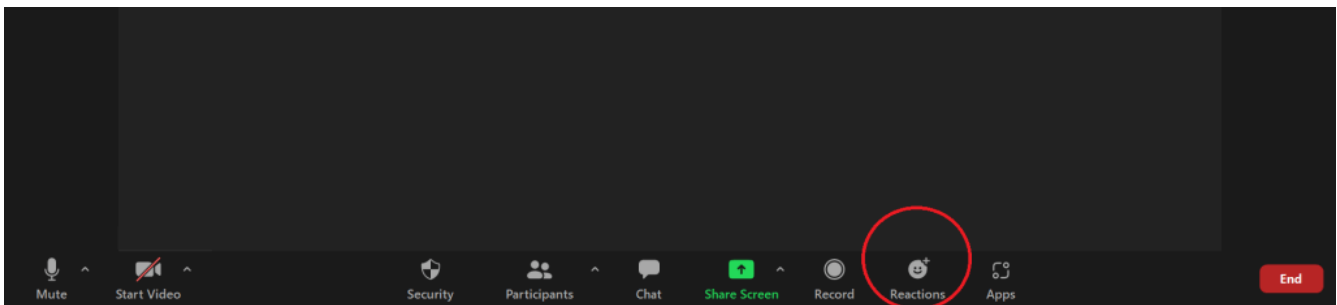 Mute
Start Video
Security
Participants
Chat
Share Screen
Record
Reactions
Apps
End